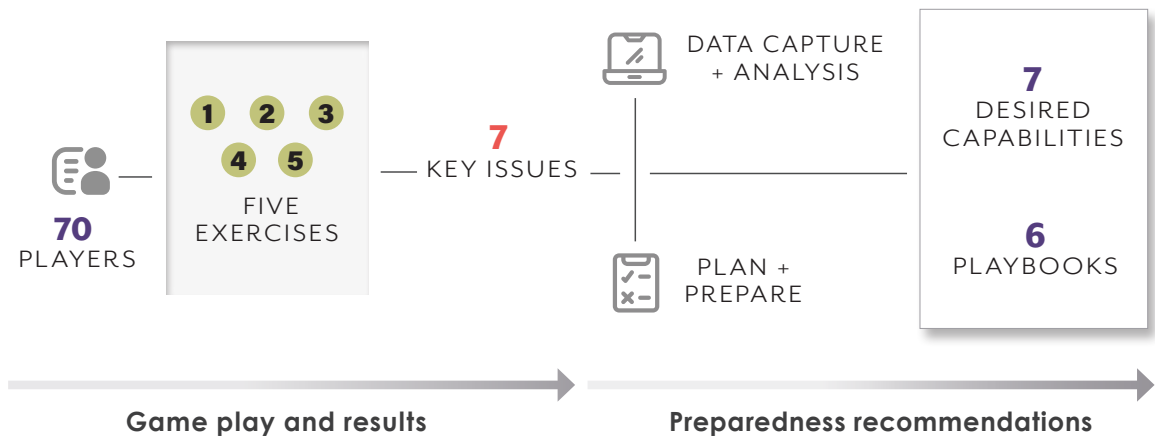 70
PLAYERS
1 2 3
4 5
FIVE
EXERCISES
7
KEY ISSUES
DATA CAPTURE
+ ANALYSIS
PLAN +
PREPARE
7
DESIRED
CAPABILITIES
6
PLAYBOOKS
Game play and results
Preparedness recommendations